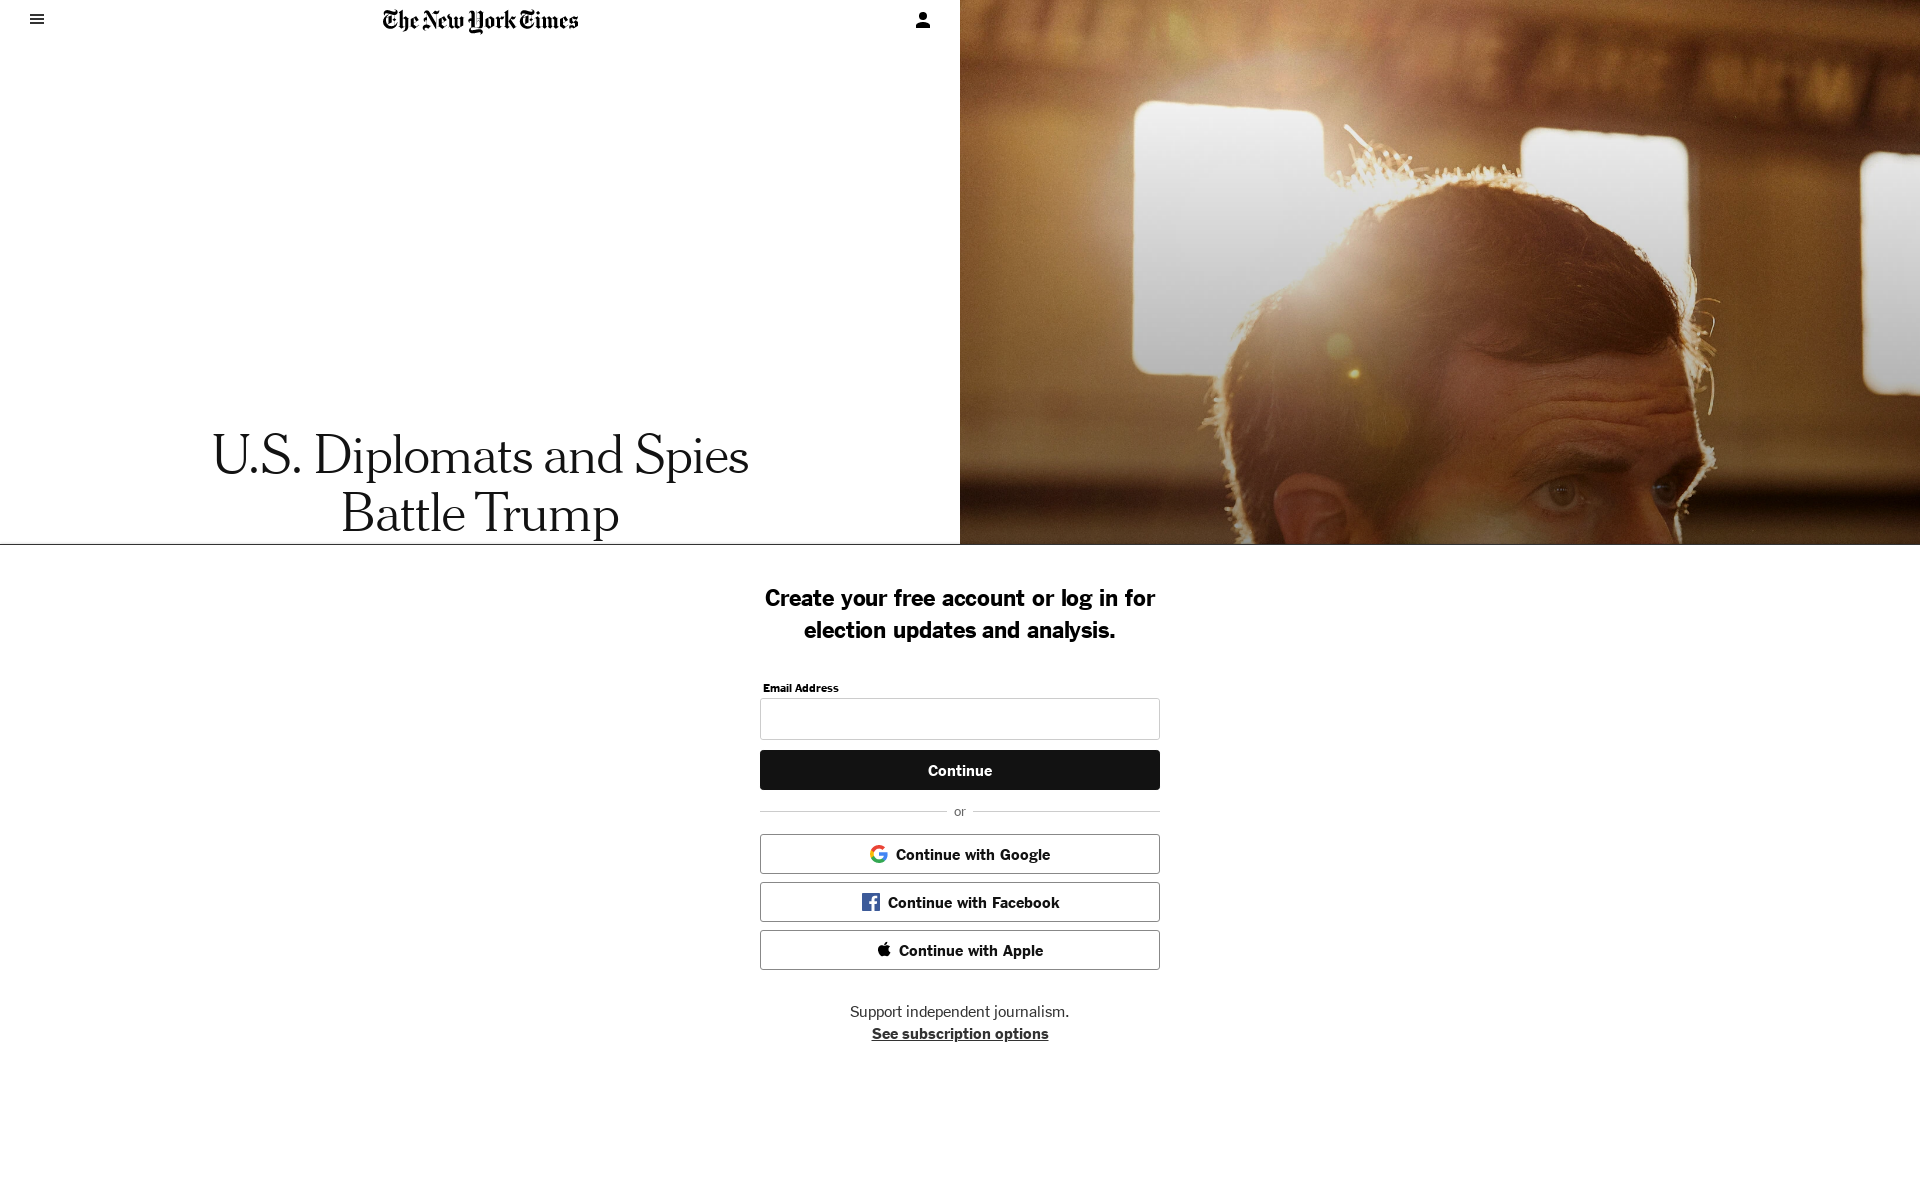 The New York Times
U.S. Diplomats and Spies
Battle Trump
Create your free account or log in for
election updates and analysis.
Email Address
Continue
or
Continue with Google
Continue with Facebook
Continue with Apple
Support independent journalism.
See subscription options